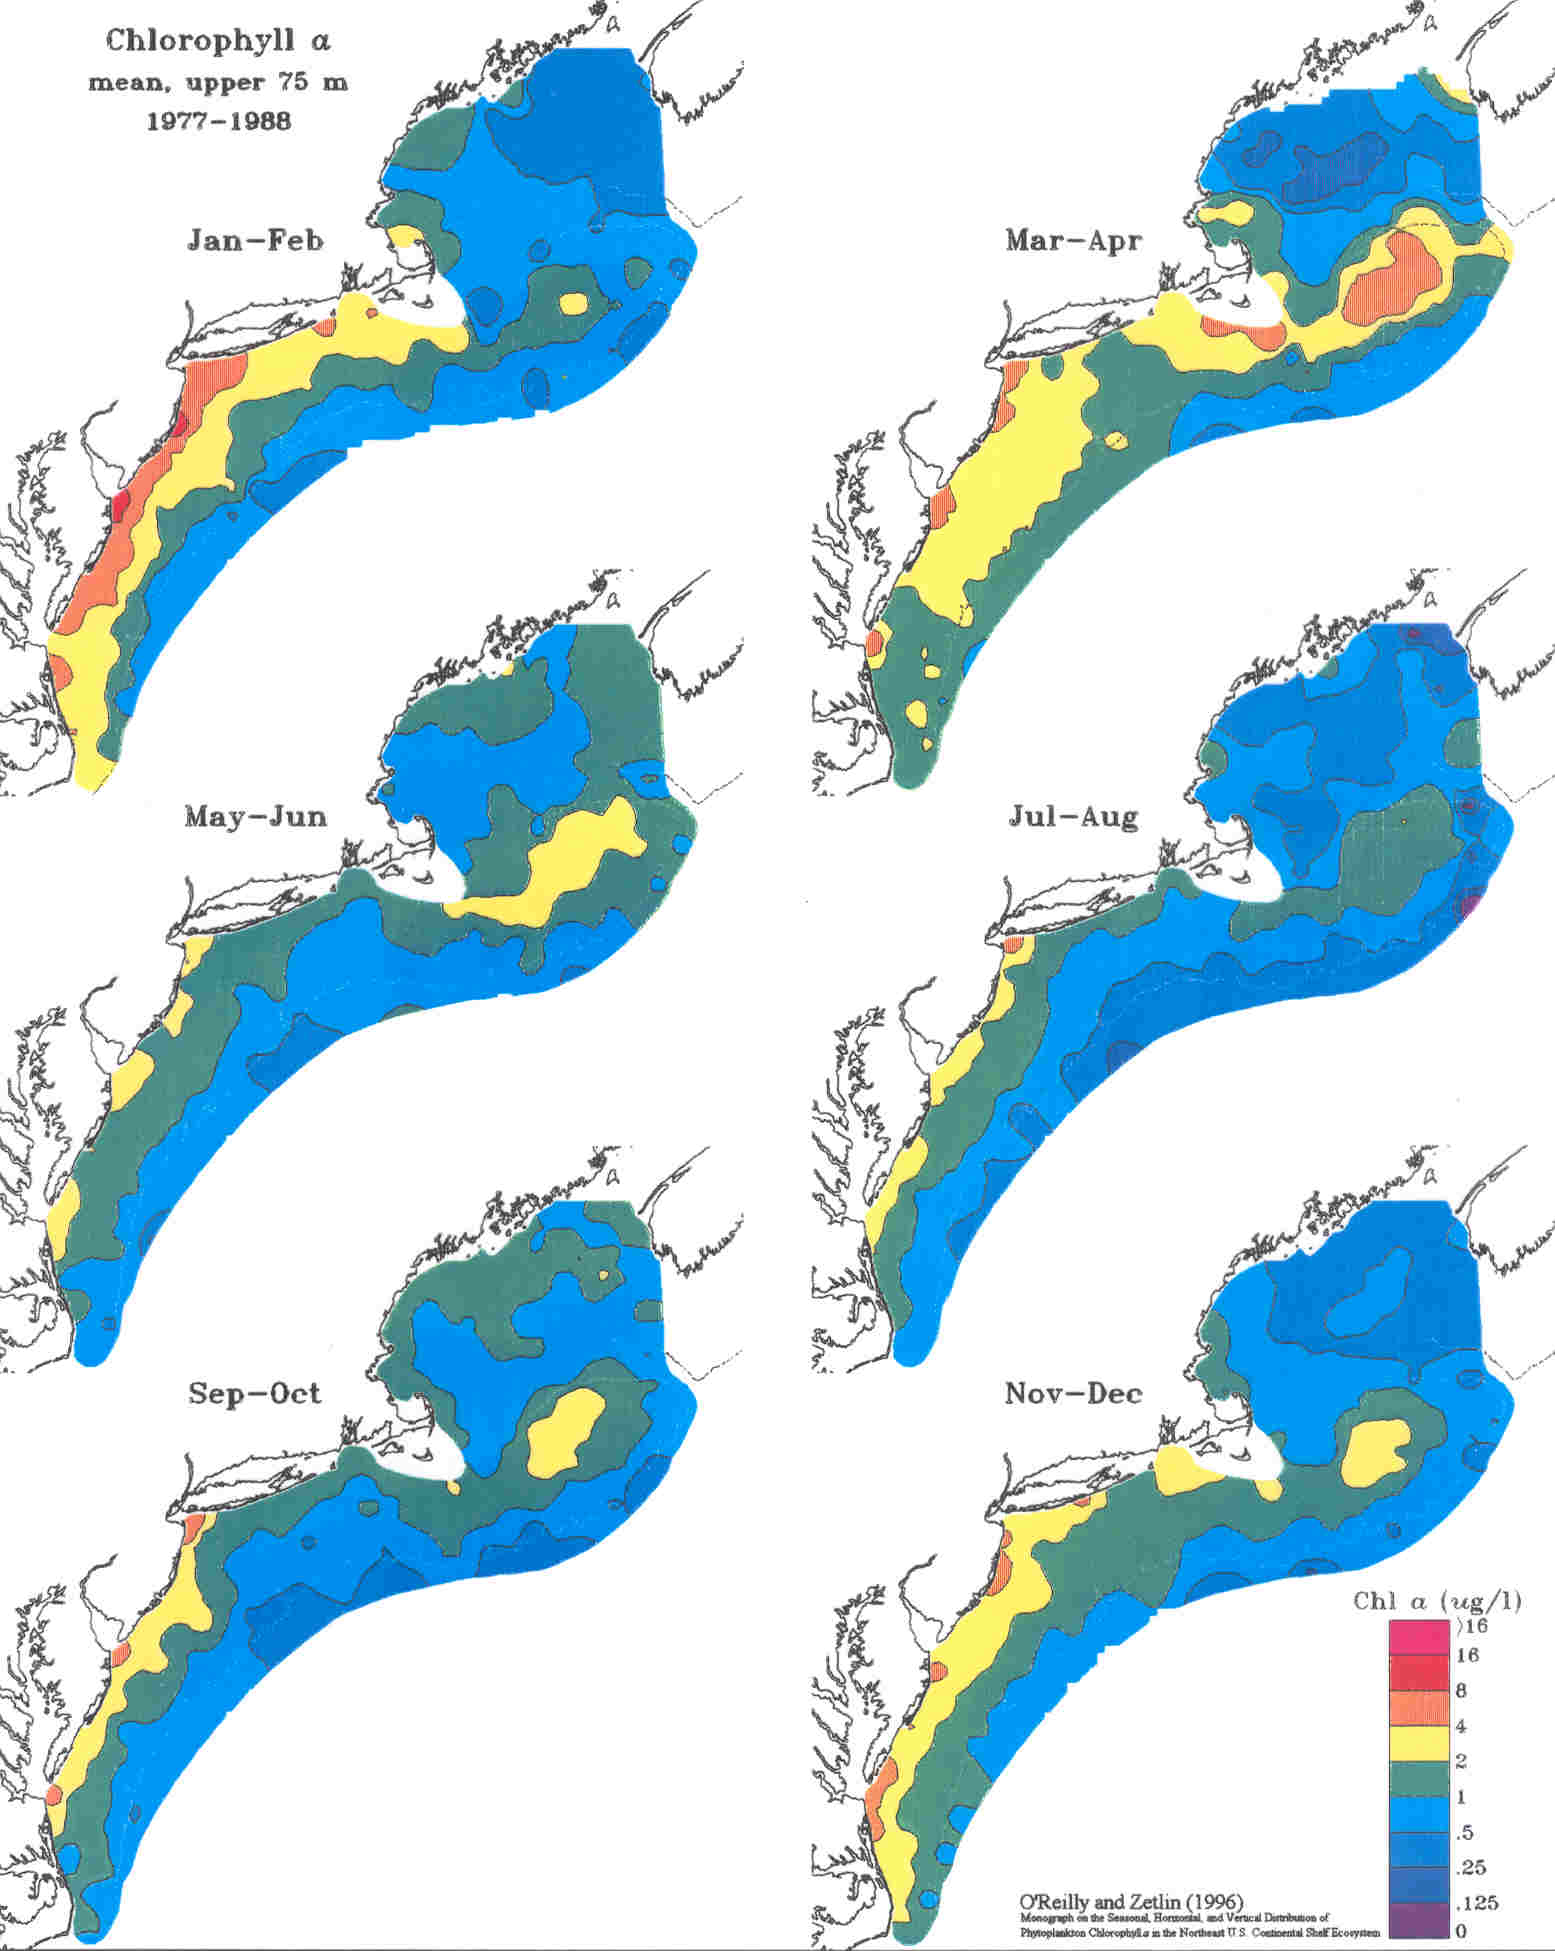 Chlorophyll α
mean, upper 75 m
1977-1988
Jan-Feb
Mar-Apr
May-Jun
Jul-Aug
Sep-Oct
Nov-Dec
Chl α (ug/l)
>16
16
8
4
2
1
.5
.25
.125
0
O'Reilly and Zetlin (1996)
Monograph on the Seasonal, Horizontal, and Vertical Distribution of
Phytoplankton Chlorophyll a in the Northeast U.S. Continental Shelf Ecosystem